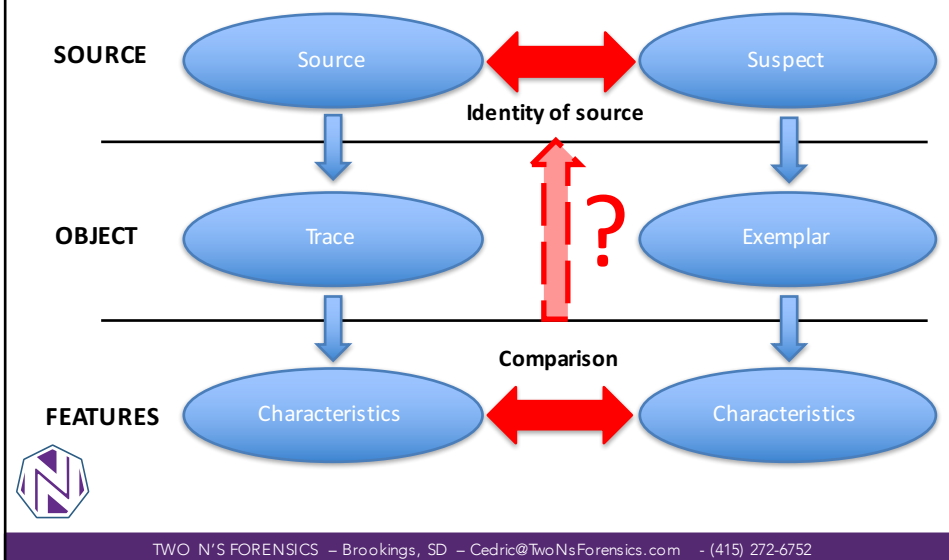 SOURCE Source Suspect
Identity of source
OBJECT Trace ? Exemplar
Comparison
FEATURES Characteristics Characteristics
N
TWO N'S FORENSICS – Brookings, SD – Cedric@TwoNsForensics.com - (415) 272-6752